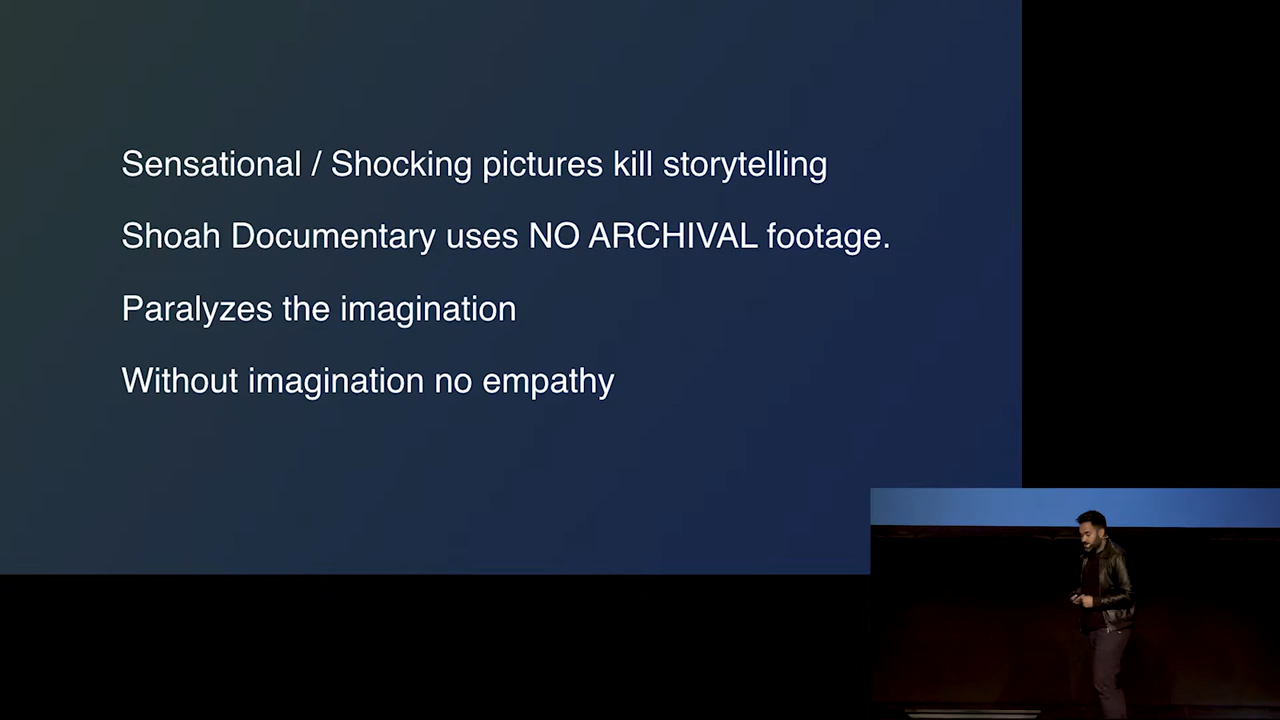 Sensational / Shocking pictures kill storytelling
Shoah Documentary uses NO ARCHIVAL footage.
Paralyzes the imagination
Without imagination no empathy